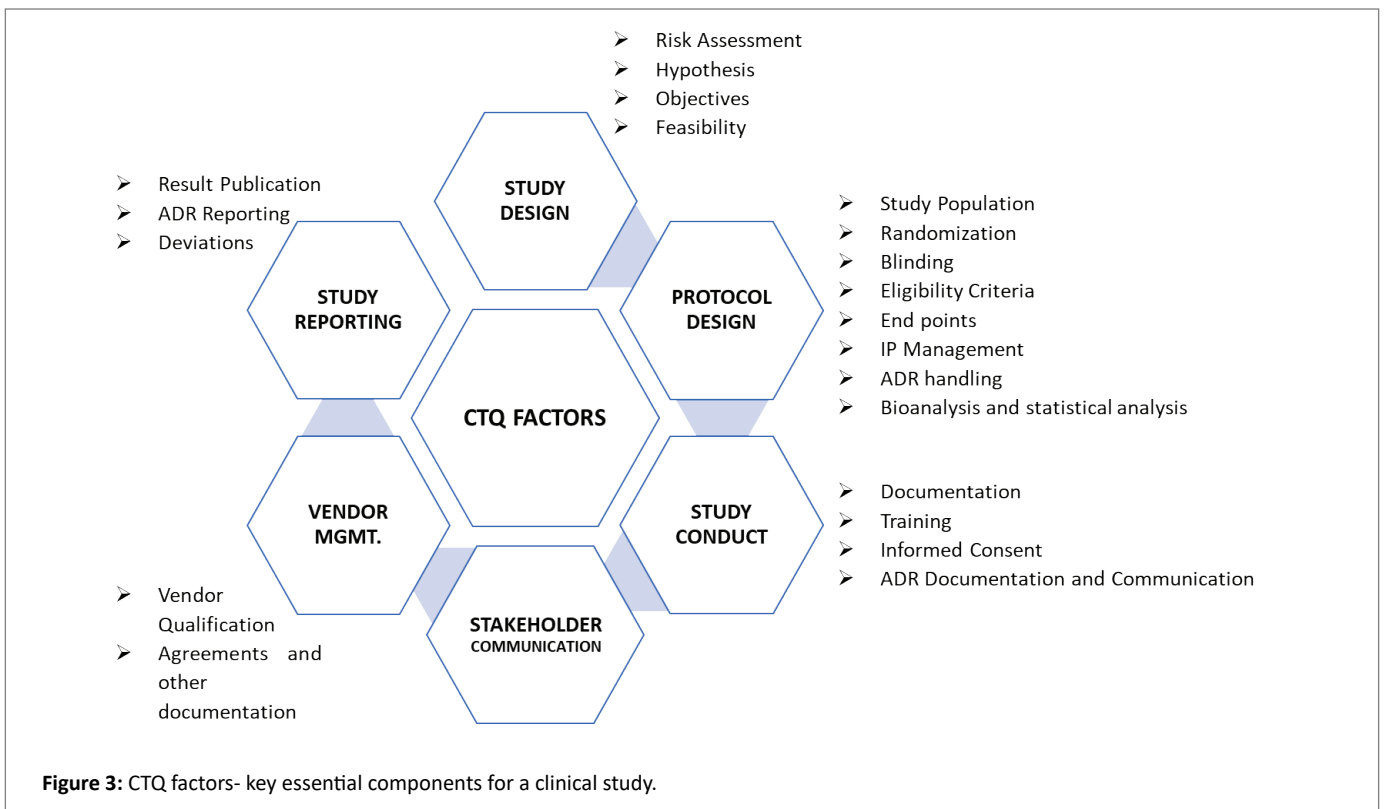 Risk Assessment
Hypothesis
Objectives
Feasibility
STUDY
DESIGN
Result Publication
ADR Reporting
Deviations
STUDY
REPORTING
PROTOCOL
DESIGN
Study Population
Randomization
Blinding
Eligibility Criteria
End points
IP Management
ADR handling
Bioanalysis and statistical analysis
CTQ FACTORS
VENDOR
MGMT.
STUDY
CONDUCT
Documentation
Training
Informed Consent
ADR Documentation and Communication
Vendor
Qualification
Agreements and
other
documentation
STAKEHOLDER
COMMUNICATION
Figure 3: CTQ factors- key essential components for a clinical study.